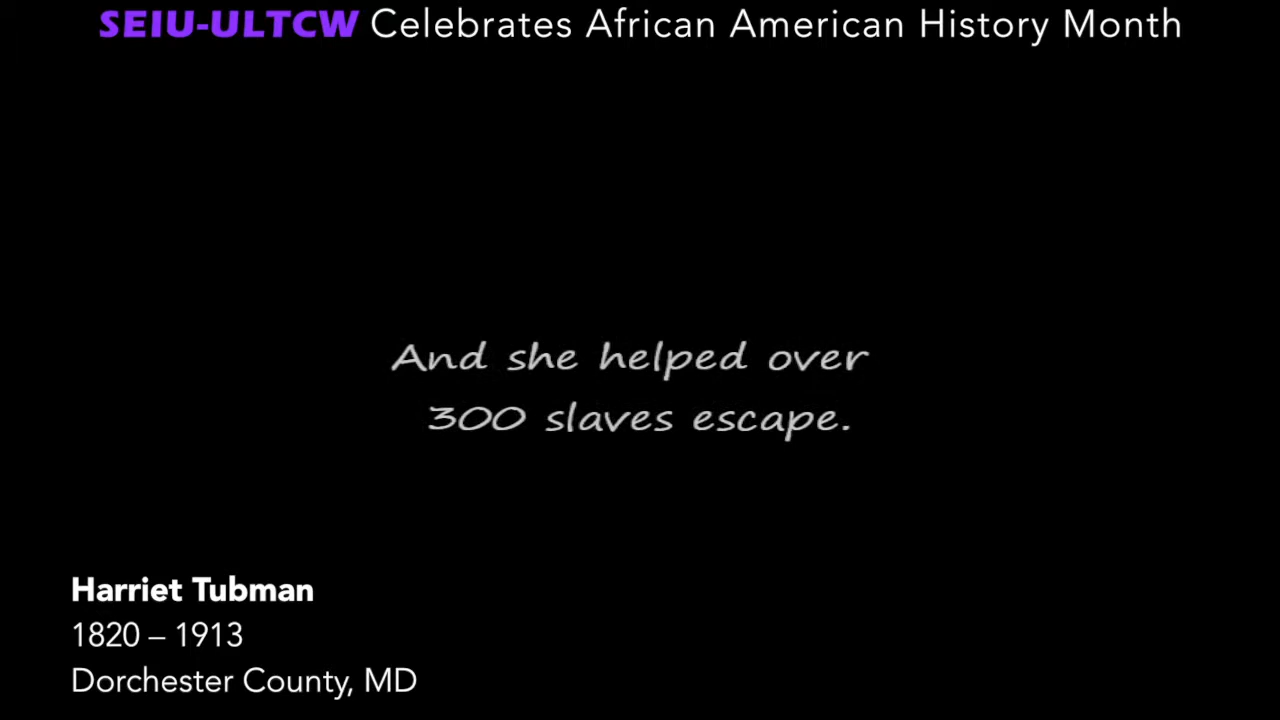 SEIU-ULTCW Celebrates African American History Month
And she helped over
300 slaves escape.
Harriet Tubman
1820 – 1913
Dorchester County, MD